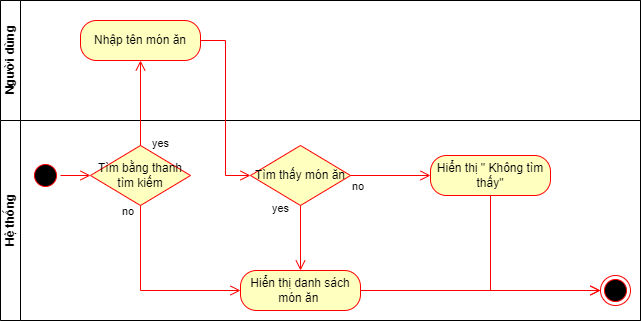 Người dùng
Nhập tên món ăn
Hệ thống
Tìm bằng thanh
tìm kiếm
yes
no
Tìm thấy món ăn
no
yes
Hiển thị " Không tìm
thấy"
Hiển thị danh sách
món ăn